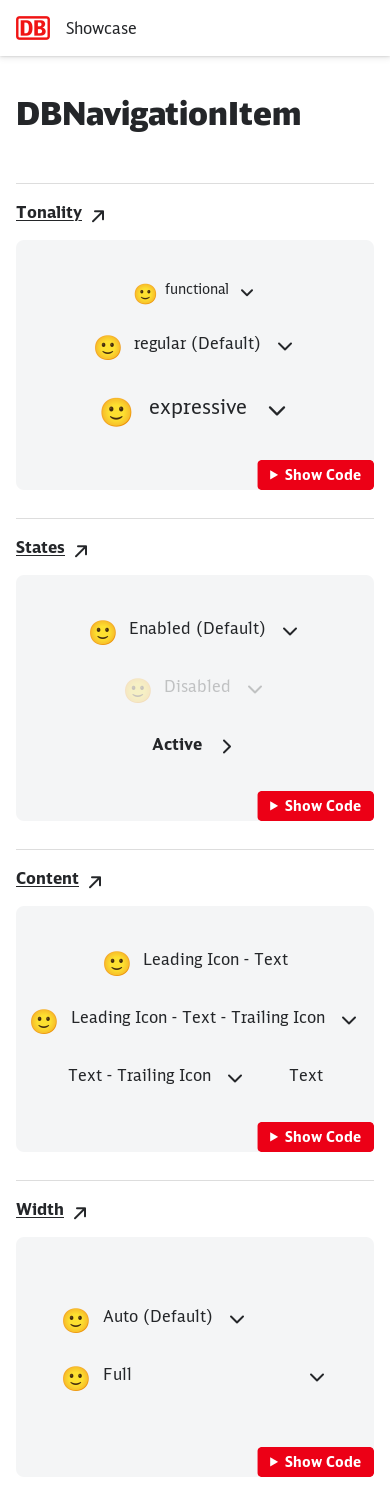 DB Showcase
DBNavigationItem
Tonality
functional
regular (Default)
expressive
Show Code
States
Enabled (Default)
Disabled
Active
Show Code
Content
Leading Icon - Text
Leading Icon - Text - Trailing Icon
Text - Trailing Icon Text
Show Code
Width
Auto (Default)
Full
Show Code